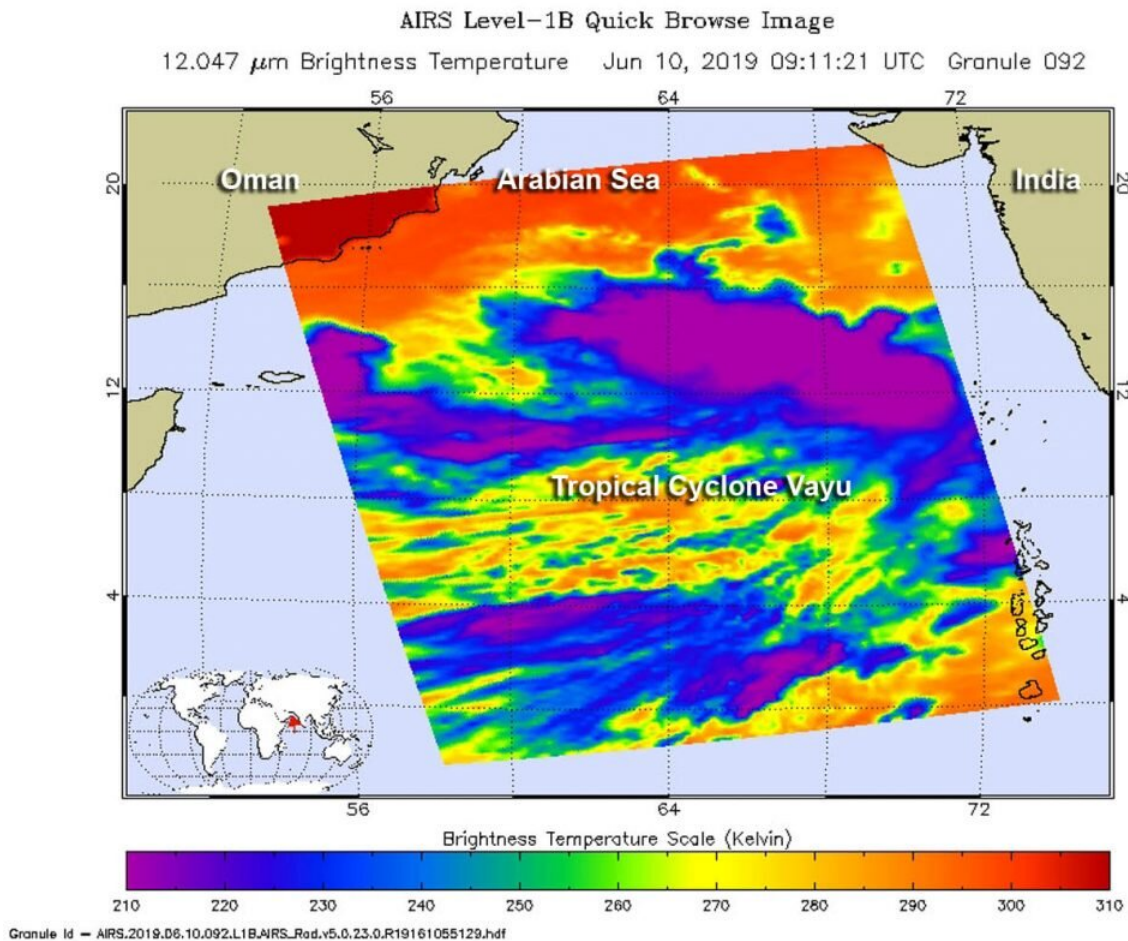 AIRS Level-1B Quick Browse Image
12.047 μm Brightness Temperature Jun 10, 2019 09:11:21 UTC Granule 092
56 64 72
Oman Arabian Sea India
20 20
12 12
Tropical Cyclone Vayu
4 4
56 64 72
Brightness Temperature Scale (Kelvin)
210 220 230 240 250 260 270 280 290 300 310
Granule Id — AIRS.2019.06.10.092.L1B.AIRS_Rad.v5.0.23.0.R19161055129.hdf